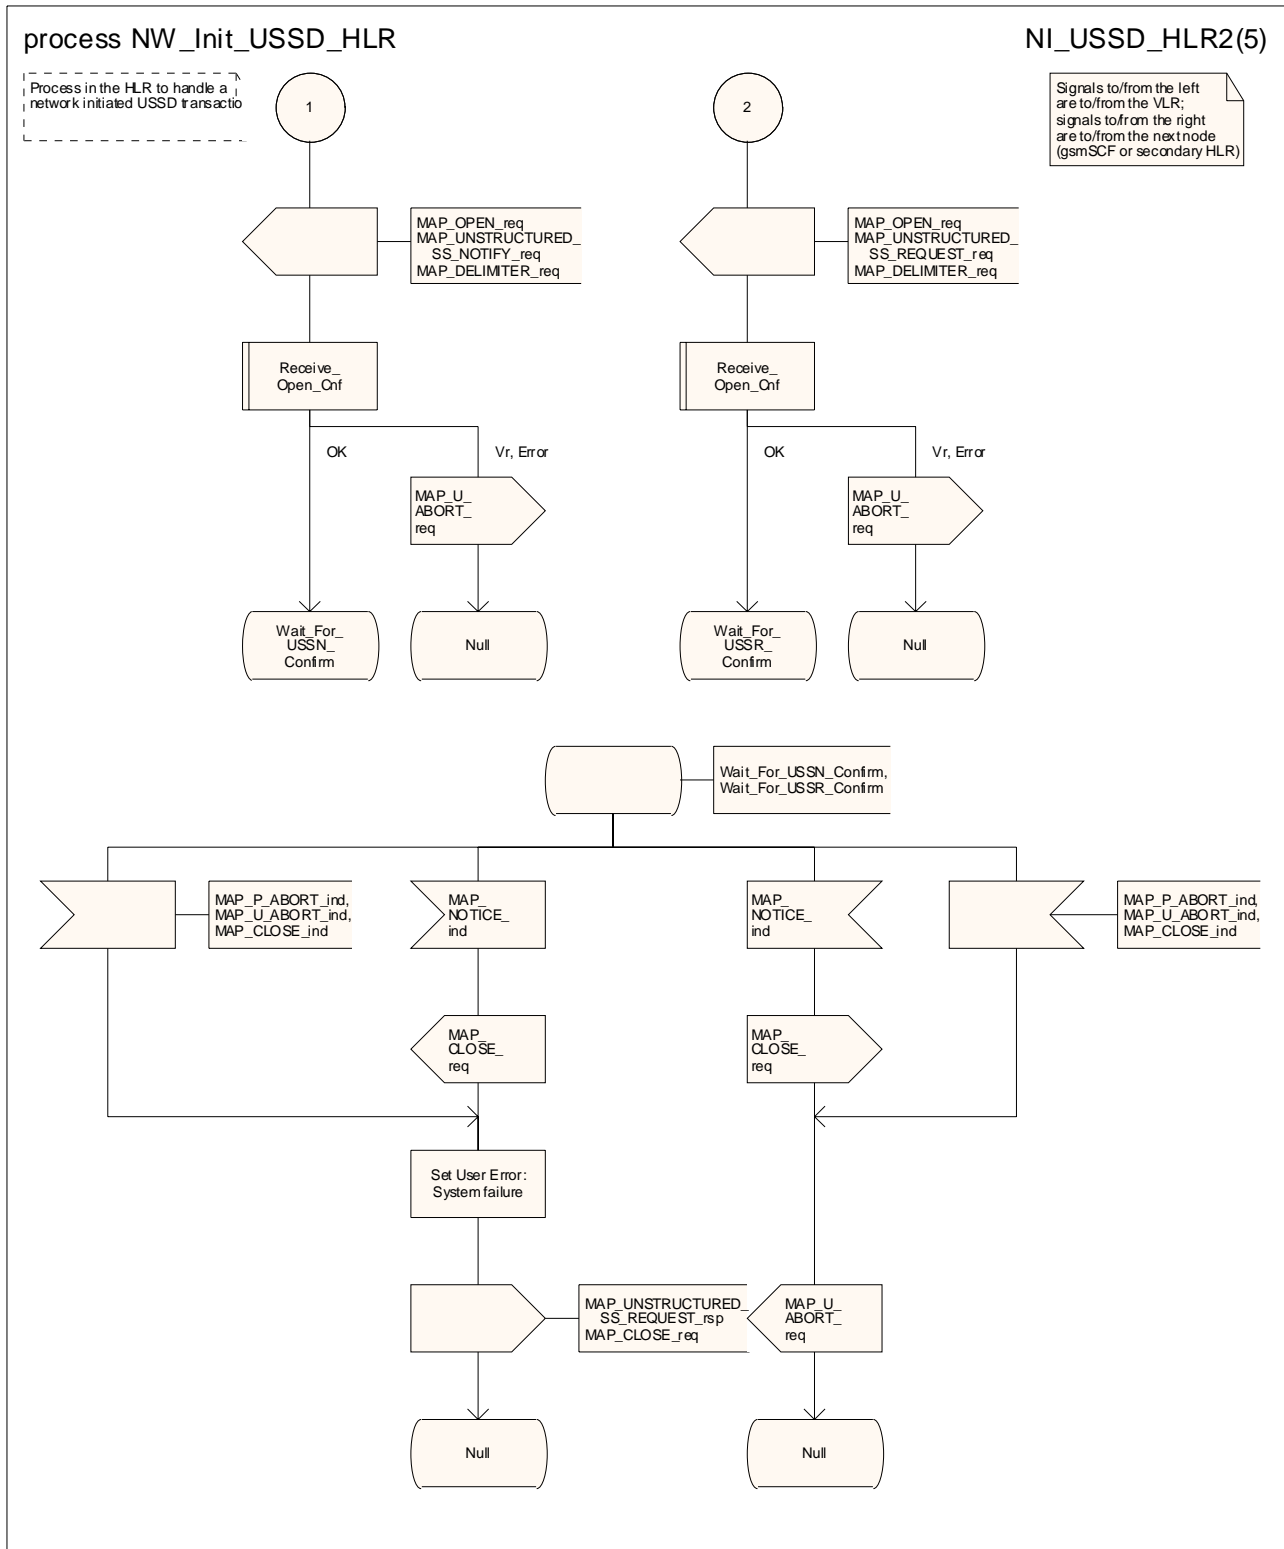 process NW_Init_USSD_HLR
NI_USSD_HLR2(5)
Process in the HLR to handle a
network initiated USSD transactio
1
2
Signals to/from the left
are to/from the VLR;
signals to/from the right
are to/from the next node
(gsmSCF or secondary HLR)
MAP_OPEN_req
MAP_UNSTRUCTURED_
SS_NOTIFY_req
MAP_DELIMITER_req
MAP_OPEN_req
MAP_UNSTRUCTURED_
SS_REQUEST_req
MAP_DELIMITER_req
Receive_
Open_Cnf
Receive_
Open_Cnf
OK
Vr, Error
OK
Vr, Error
MAP_U_
ABORT_
req
MAP_U_
ABORT_
req
Wait_For_
USSN_
Confirm
Null
Wait_For_
USSR_
Confirm
Null
Wait_For_USSN_Confirm,
Wait_For_USSR_Confirm
MAP_P_ABORT_ind,
MAP_U_ABORT_ind,
MAP_CLOSE_ind
MAP_
NOTICE_
ind
MAP_
NOTICE_
ind
MAP_P_ABORT_ind,
MAP_U_ABORT_ind,
MAP_CLOSE_ind
MAP_
CLOSE_
req
MAP_
CLOSE_
req
Set User Error:
System failure
MAP_UNSTRUCTURED_
SS_REQUEST_rsp
MAP_CLOSE_req
MAP_U_
ABORT_
req
Null
Null